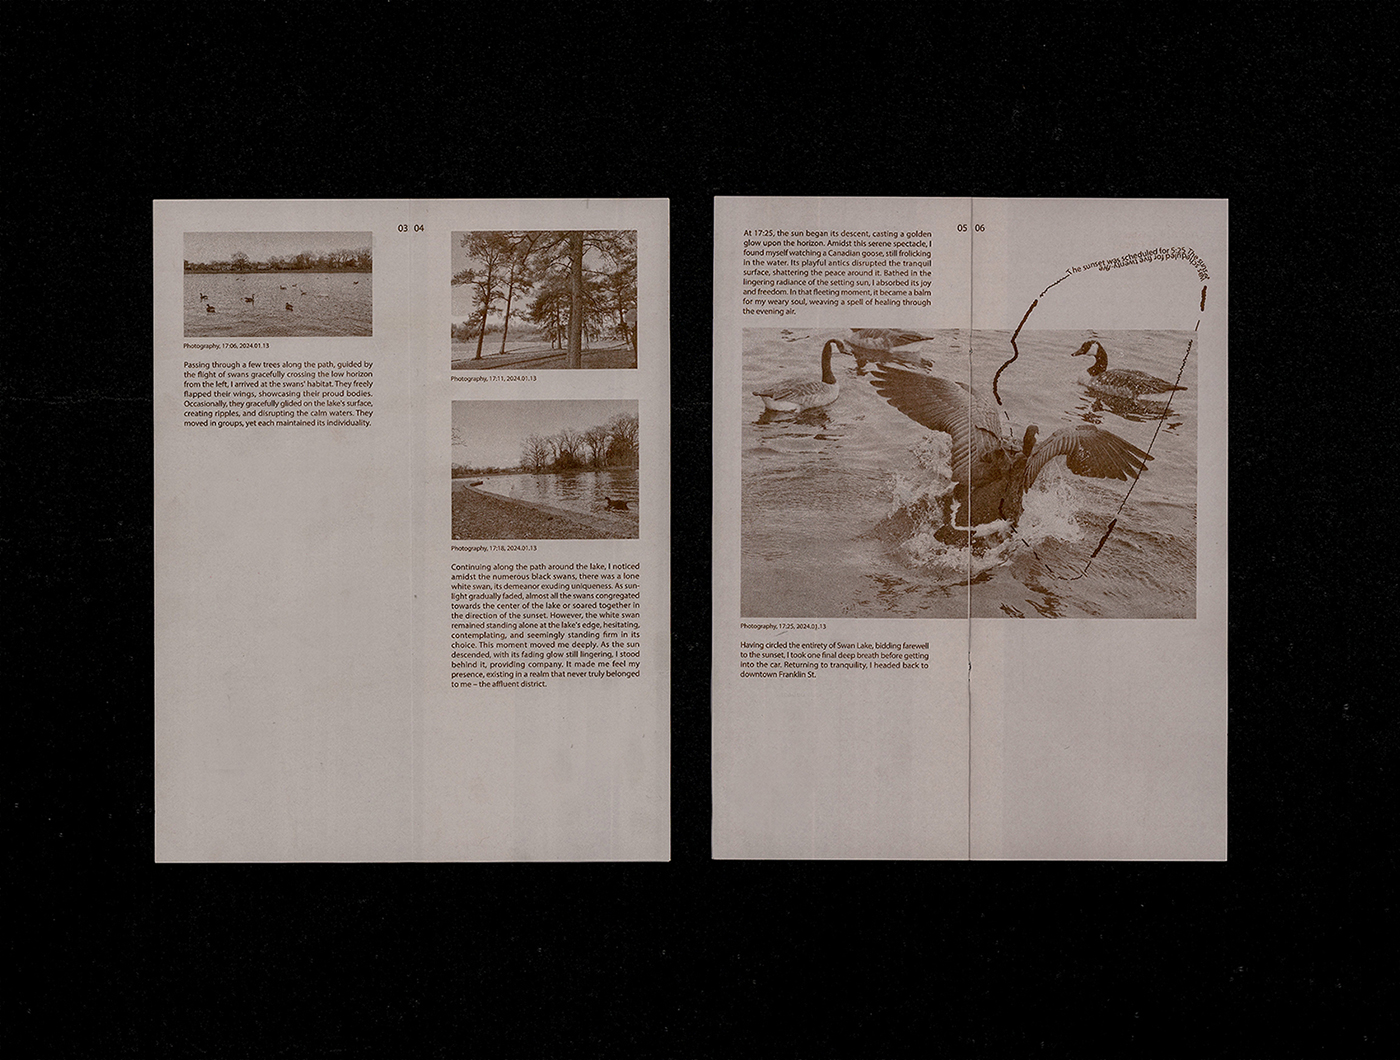 03 04
Photography, 17:06, 2024.01.13
Passing through a few trees along the path, guided by
the flight of swans gracefully crossing the low horizon
from the left, I arrived at the swans' habitat. They freely
flapped their wings, showcasing their proud bodies.
Occasionally, they gracefully glided on the lake's surface,
creating ripples, and disrupting the calm waters. They
moved in groups, yet each maintained its individuality.
Photography, 17:11, 2024.01.13
Photography, 17:18, 2024.01.13
Continuing along the path around the lake, I noticed
amidst the numerous black swans, there was a lone
white swan, its demeanor exuding uniqueness. As sun-
light gradually faded, almost all the swans congregated
towards the center of the lake or soared together in
the direction of the sunset. However, the white swan
remained standing alone at the lake's edge, hesitating,
contemplating, and seemingly standing firm in its
choice. This moment moved me deeply. As the sun
descended, with its fading glow still lingering, I stood
behind it, providing company. It made me feel my
presence, existing in a realm that never truly belonged
to me – the affluent district.
05 06
At 17:25, the sun began its descent, casting a golden
glow upon the horizon. Amidst this serene spectacle, I
found myself watching a Canadian goose, still frolicking
in the water. Its playful antics disrupted the tranquil
surface, shattering the peace around it. Bathed in the
lingering radiance of the setting sun, I absorbed its joy
and freedom. In that fleeting moment, it became a balm
for my weary soul, weaving a spell of healing through
the evening air.
The sunset was scheduled for 5:25 The sunset
was scheduled for five twenty-five
Photography, 17:25, 2024.01.13
Having circled the entirety of Swan Lake, bidding farewell
to the sunset, I took one final deep breath before getting
into the car. Returning to tranquility, I headed back to
downtown Franklin St.